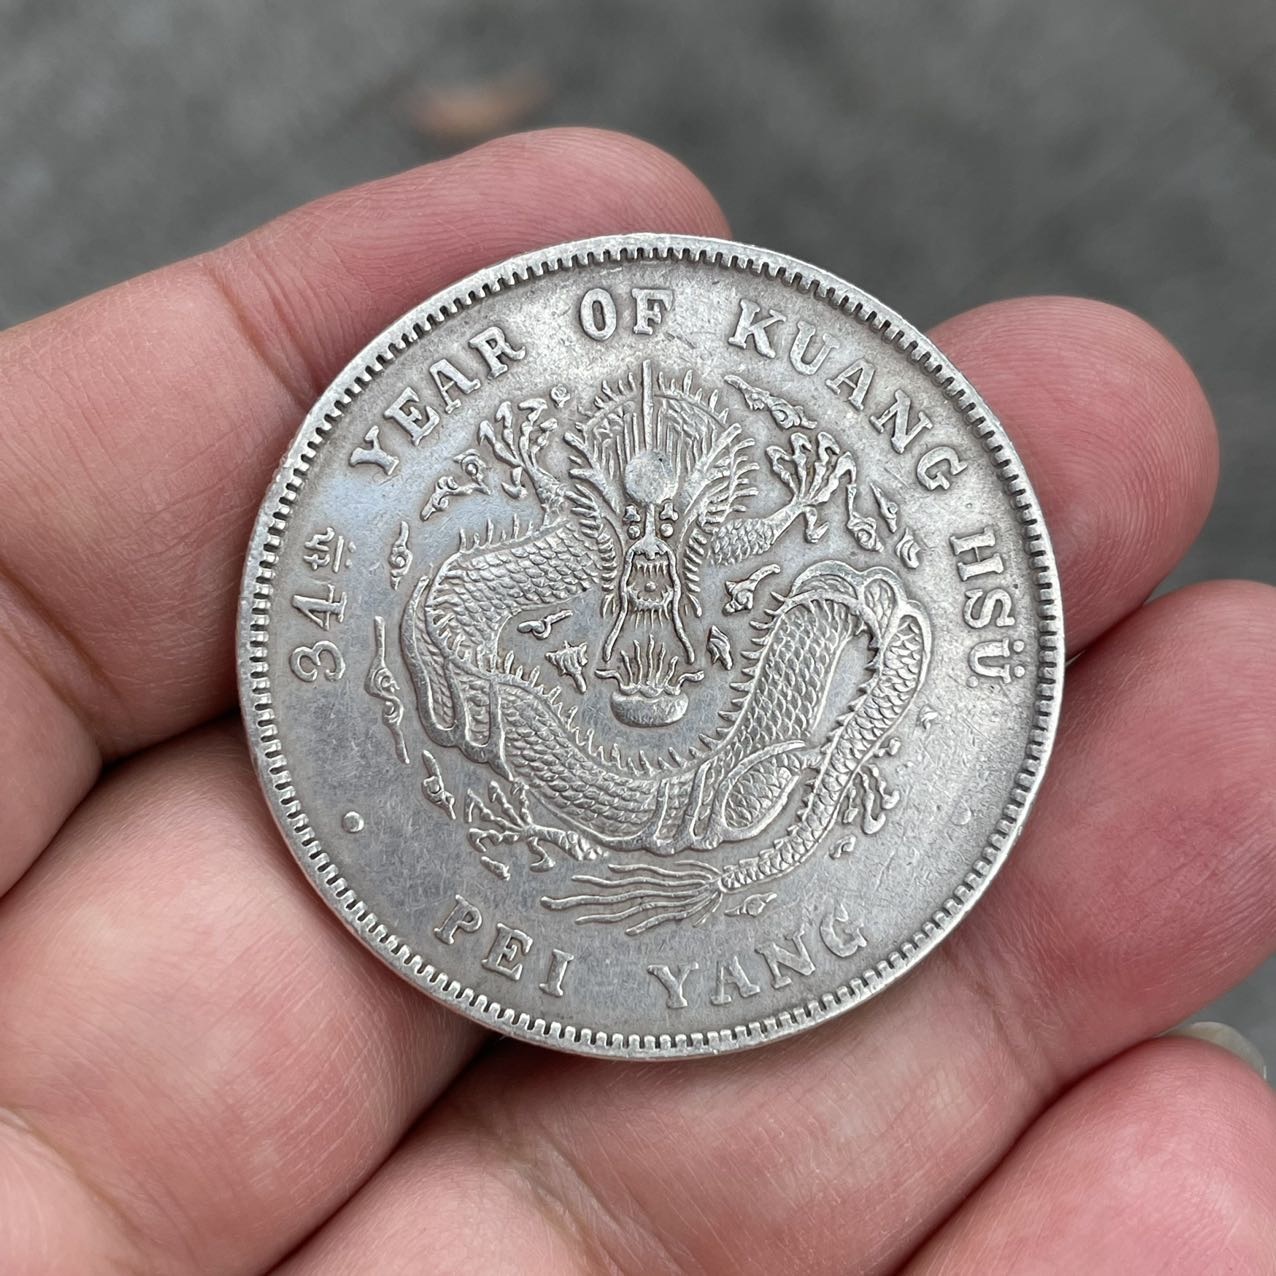 34th YEAR OF KUANG HSÜ
PEI YANG